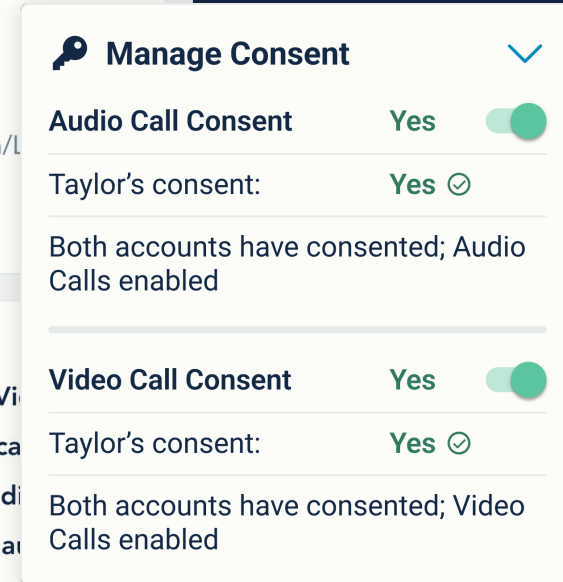 Manage Consent
Audio Call Consent Yes
Taylor’s consent: Yes
Both accounts have consented; Audio
Calls enabled
Video Call Consent Yes
Taylor’s consent: Yes
Both accounts have consented; Video
Calls enabled